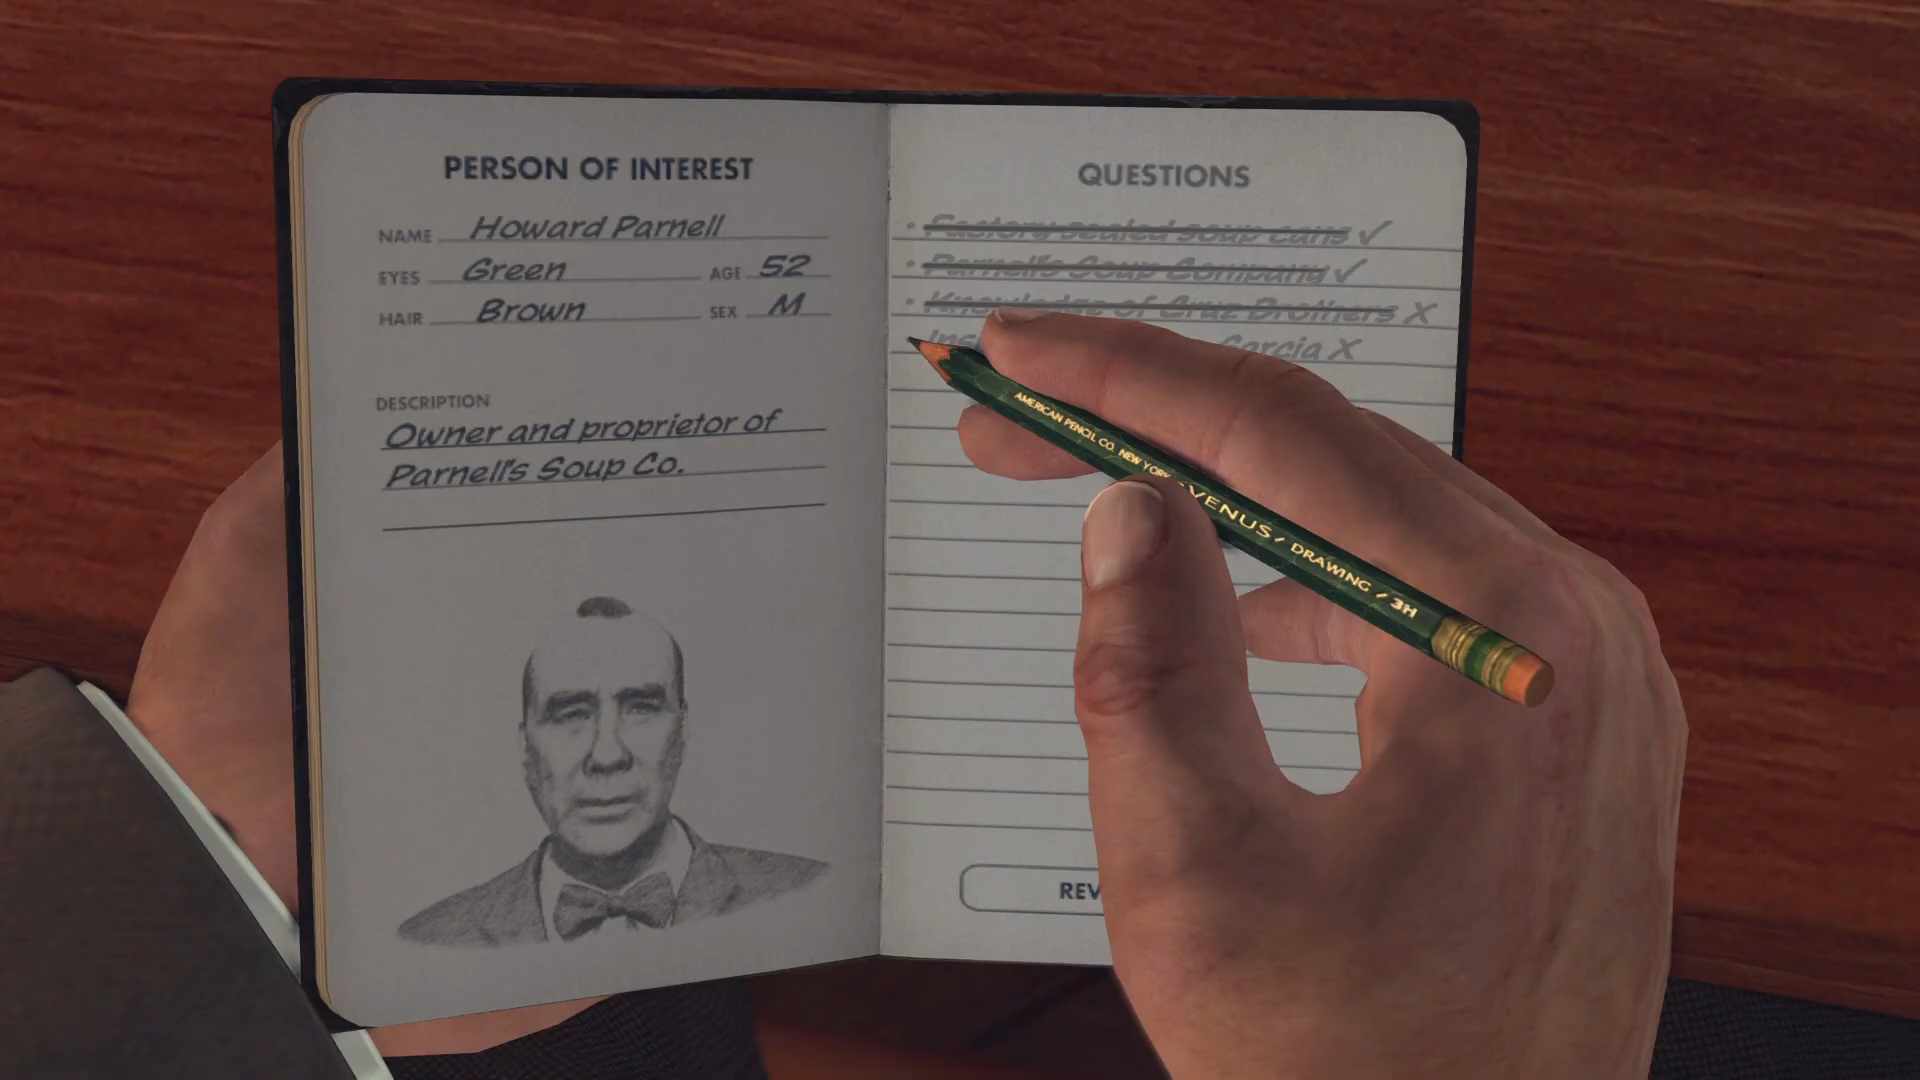 PERSON OF INTEREST
NAME Howard Parnell
EYES Green AGE 52
HAIR Brown SEX M
DESCRIPTION
Owner and proprietor of
Parnell's Soup Co.
QUESTIONS
· Factory sealed soup cans ✓
· Parnell's Soup Company ✓
· Knowledge of Cruz Brothers X
Garcia X
AMERICAN PENCIL CO. NEW YORK VENUS / DRAWING / 3H